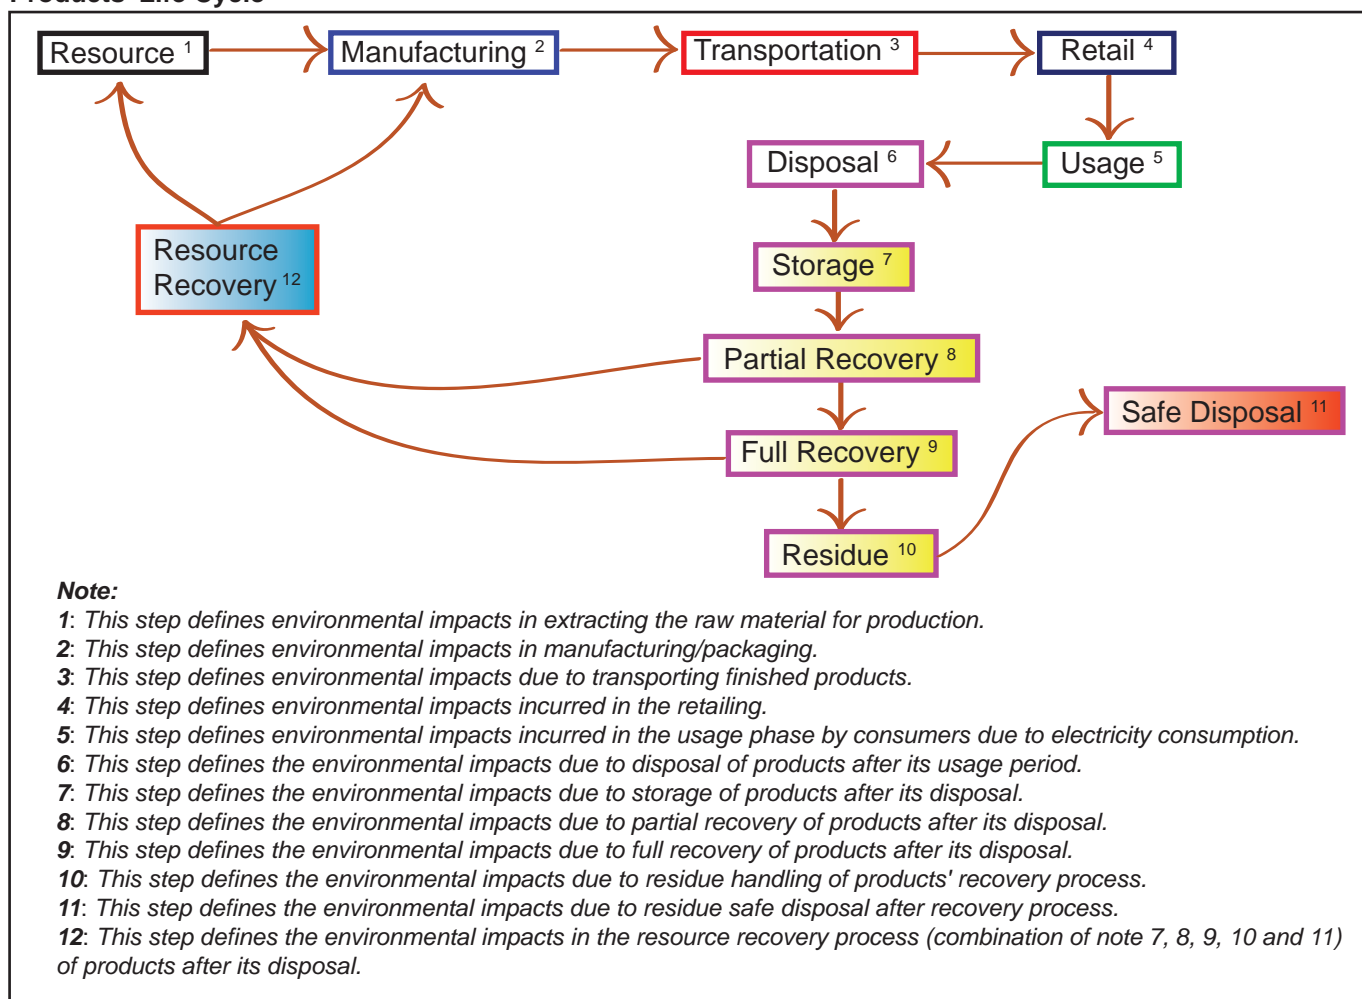 Products' Life Cycle
Resource 1
Manufacturing 2
Transportation 3
Retail 4
Disposal 6
Usage 5
Resource
Recovery 12
Storage 7
Partial Recovery 8
Safe Disposal 11
Full Recovery 9
Residue 10
Note:
1: This step defines environmental impacts in extracting the raw material for production.
2: This step defines environmental impacts in manufacturing/packaging.
3: This step defines environmental impacts due to transporting finished products.
4: This step defines environmental impacts incurred in the retailing.
5: This step defines environmental impacts incurred in the usage phase by consumers due to electricity consumption.
6: This step defines the environmental impacts due to disposal of products after its usage period.
7: This step defines the environmental impacts due to storage of products after its disposal.
8: This step defines the environmental impacts due to partial recovery of products after its disposal.
9: This step defines the environmental impacts due to full recovery of products after its disposal.
10: This step defines the environmental impacts due to residue handling of products' recovery process.
11: This step defines the environmental impacts due to residue safe disposal after recovery process.
12: This step defines the environmental impacts in the resource recovery process (combination of note 7, 8, 9, 10 and 11)
of products after its disposal.